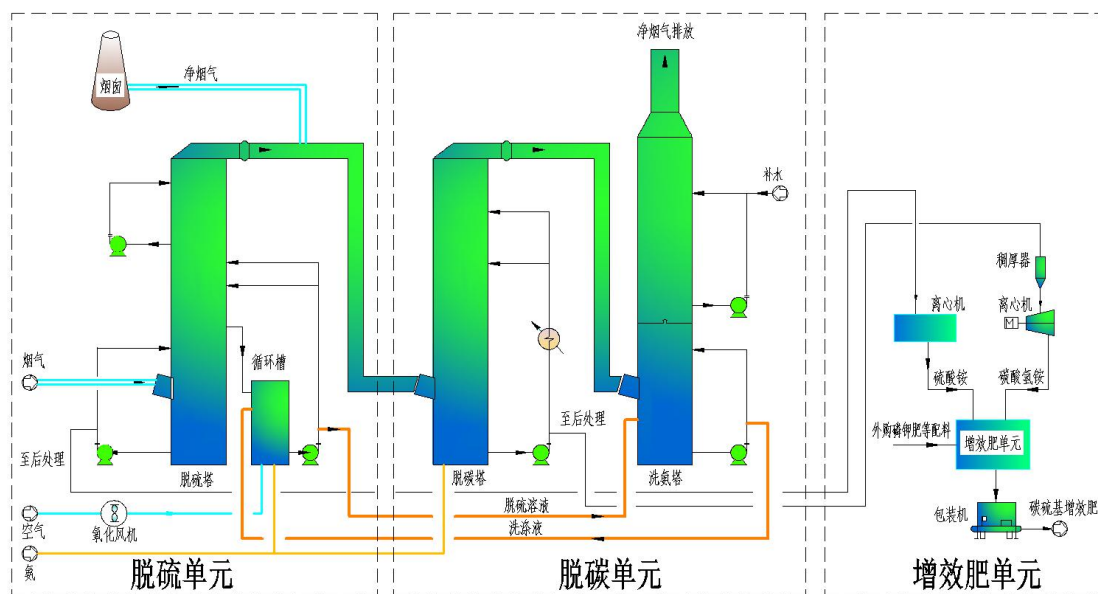 净烟气排放
烟囱
净烟气
补水
稠厚器
离心机
离心机
M
烟气
循环槽
硫酸铵
碳酸氢铵
至后处理
外购磷钾肥等配料
增效肥单元
至后处理
脱硫塔
脱碳塔
洗氨塔
脱硫溶液
碳硫基增效肥
包装机
空气
氧化风机
洗涤液
氨
脱硫单元
脱碳单元
增效肥单元